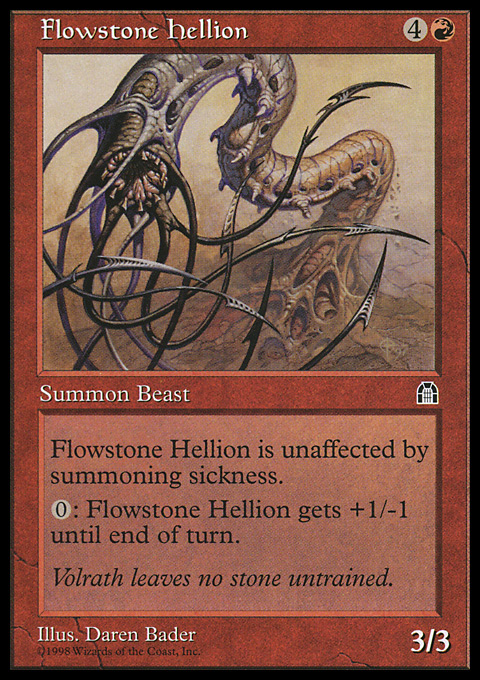 Flowstone Hellion 4
Summon Beast
Flowstone Hellion is unaffected by
summoning sickness.
0: Flowstone Hellion gets +1/-1
until end of turn.
Volrath leaves no stone untrained.
Illus. Daren Bader
©1998 Wizards of the Coast, Inc.
3/3